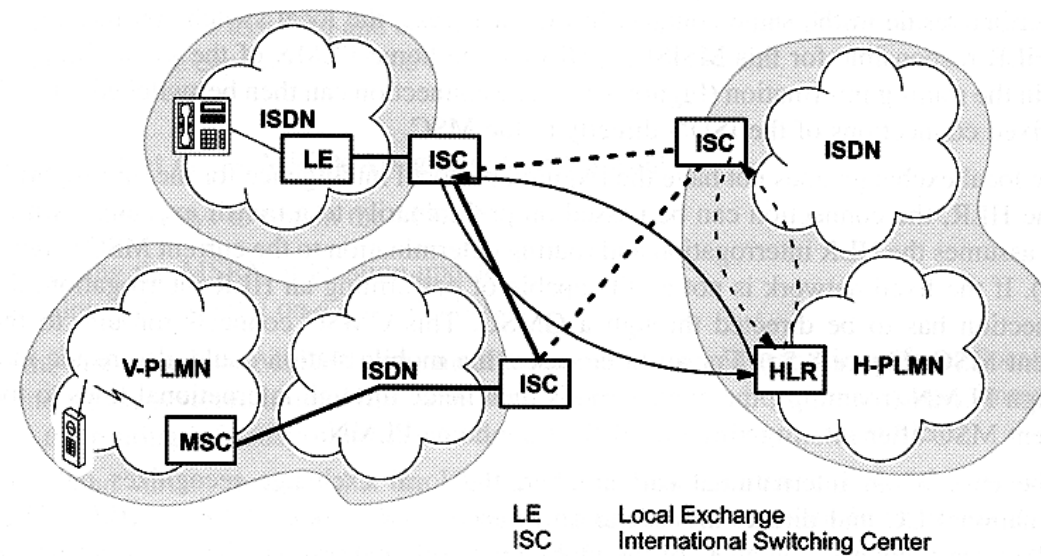 ISDN
LE
ISC
ISC
ISDN
V-PLMN
ISDN
MSC
ISC
HLR
H-PLMN
LE Local Exchange
ISC International Switching Center